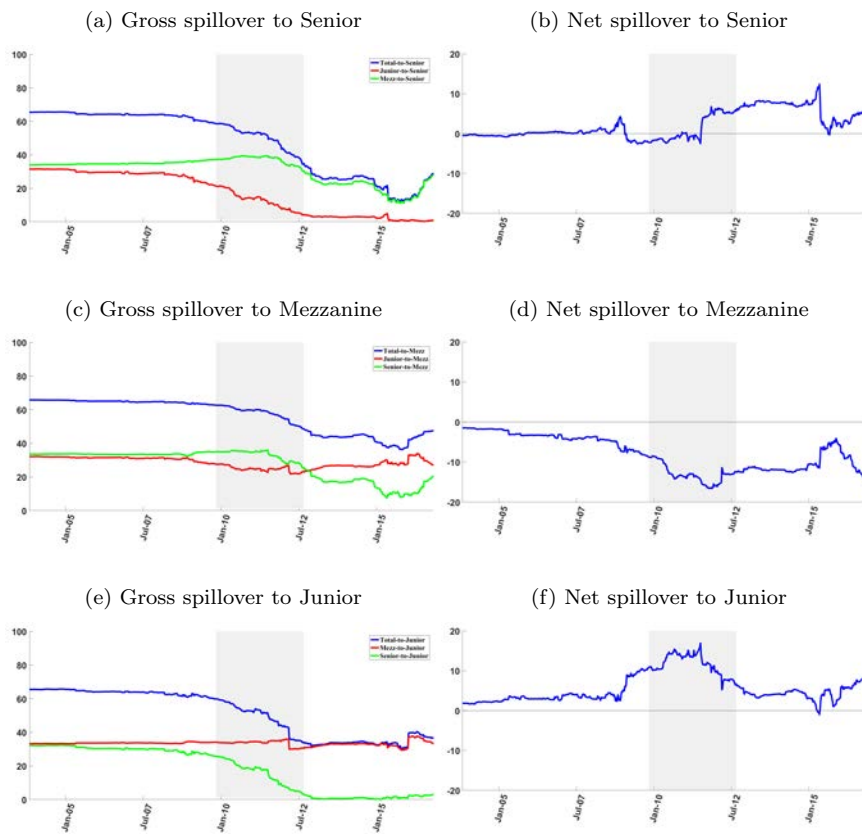 (a) Gross spillover to Senior
(b) Net spillover to Senior
100
80
60
40
20
0
Total-to-Senior
Junior-to-Senior
Mezz-to-Senior
Jan-05
Jul-07
Jan-10
Jul-12
Jan-15
20
10
0
-10
-20
Jan-05
Jul-07
Jan-10
Jul-12
Jan-15
(c) Gross spillover to Mezzanine
(d) Net spillover to Mezzanine
100
80
60
40
20
0
Total-to-Mezz
Junior-to-Mezz
Senior-to-Mezz
Jan-05
Jul-07
Jan-10
Jul-12
Jan-15
20
10
0
-10
-20
Jan-05
Jul-07
Jan-10
Jul-12
Jan-15
(e) Gross spillover to Junior
(f) Net spillover to Junior
100
80
60
40
20
0
Total-to-Junior
Mezz-to-Junior
Senior-to-Junior
Jan-05
Jul-07
Jan-10
Jul-12
Jan-15
20
10
0
-10
-20
Jan-05
Jul-07
Jan-10
Jul-12
Jan-15